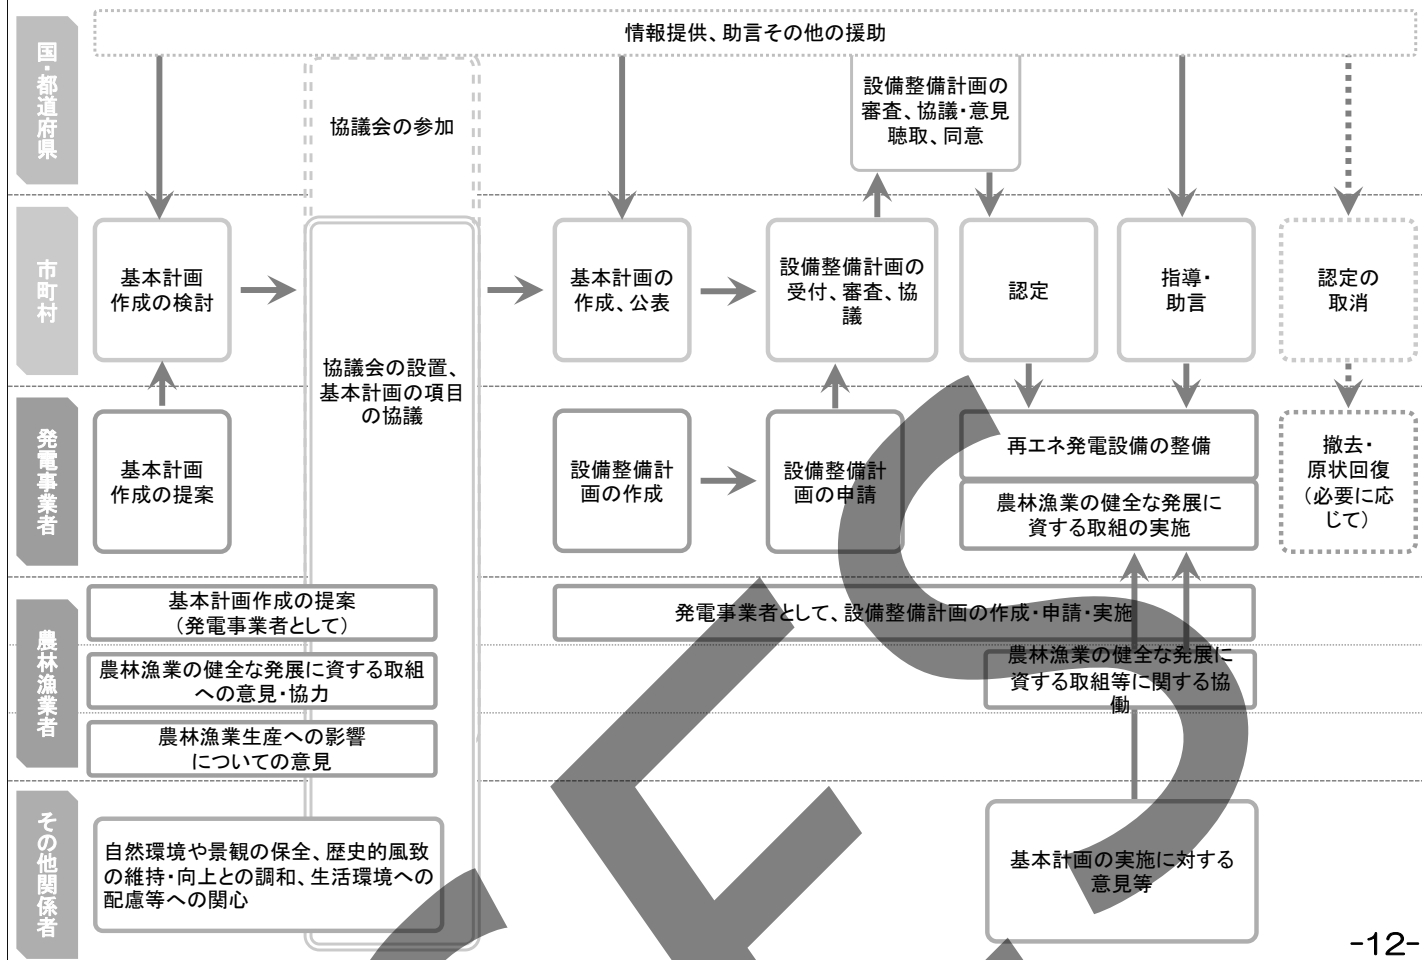 国・都道府県
情報提供、助言その他の援助
協議会の参加
設備整備計画の
審査、協議・意見
聴取、同意
市町村
基本計画
作成の検討
基本計画の
作成、公表
設備整備計画の
受付、審査、協
議
認定
指導・
助言
認定の
取消
協議会の設置、
基本計画の項目
の協議
発電事業者
基本計画
作成の提案
設備整備計
画の作成
設備整備計
画の申請
再エネ発電設備の整備
農林漁業の健全な発展に
資する取組の実施
撤去・
原状回復
（必要に応
じて）
農林漁業者
基本計画作成の提案
（発電事業者として）
発電事業者として、設備整備計画の作成・申請・実施
農林漁業の健全な発展に資する取組
への意見・協力
農林漁業の健全な発展に
資する取組等に関する協
働
農林漁業生産への影響
についての意見
その他関係者
自然環境や景観の保全、歴史的風致
の維持・向上との調和、生活環境への
配慮等への関心
基本計画の実施に対する
意見等
-12-